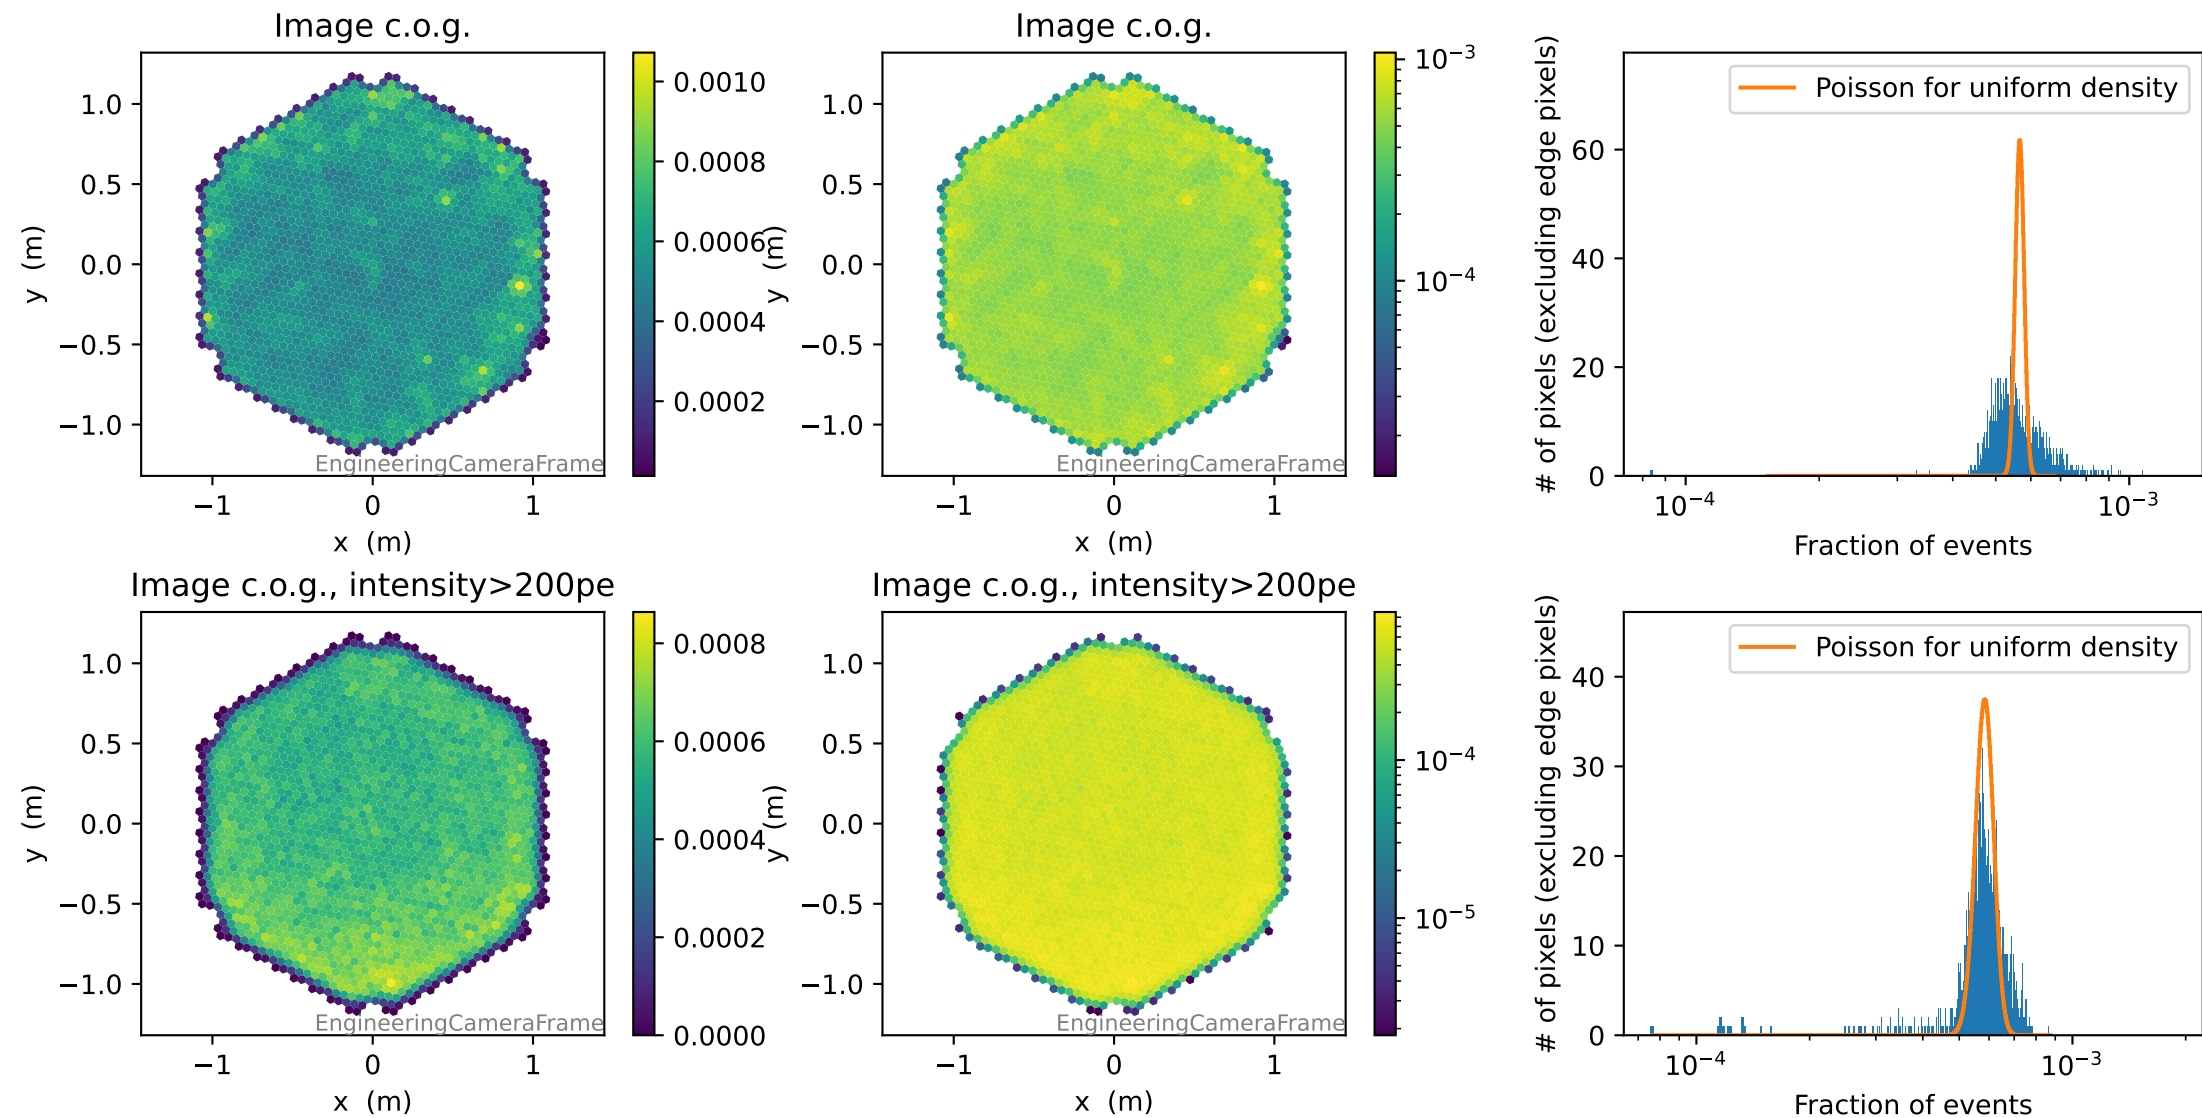 Image c.o.g.
y (m)
1.0
0.5
0.0
−0.5
−1.0
−1
0
1
x (m)
EngineeringCameraFrame
0.0010
0.0008
0.0006
0.0004
0.0002
Image c.o.g.
y (m)
1.0
0.5
0.0
−0.5
−1.0
−1
0
1
x (m)
EngineeringCameraFrame
10⁻³
10⁻⁴
# of pixels (excluding edge pixels)
60
40
20
0
Poisson for uniform density
10⁻⁴
10⁻³
Fraction of events
Image c.o.g., intensity>200pe
y (m)
1.0
0.5
0.0
−0.5
−1.0
−1
0
1
x (m)
EngineeringCameraFrame
0.0008
0.0006
0.0004
0.0002
0.0000
Image c.o.g., intensity>200pe
y (m)
1.0
0.5
0.0
−0.5
−1.0
−1
0
1
x (m)
EngineeringCameraFrame
10⁻⁴
10⁻⁵
# of pixels (excluding edge pixels)
40
30
20
10
0
Poisson for uniform density
10⁻⁴
10⁻³
Fraction of events